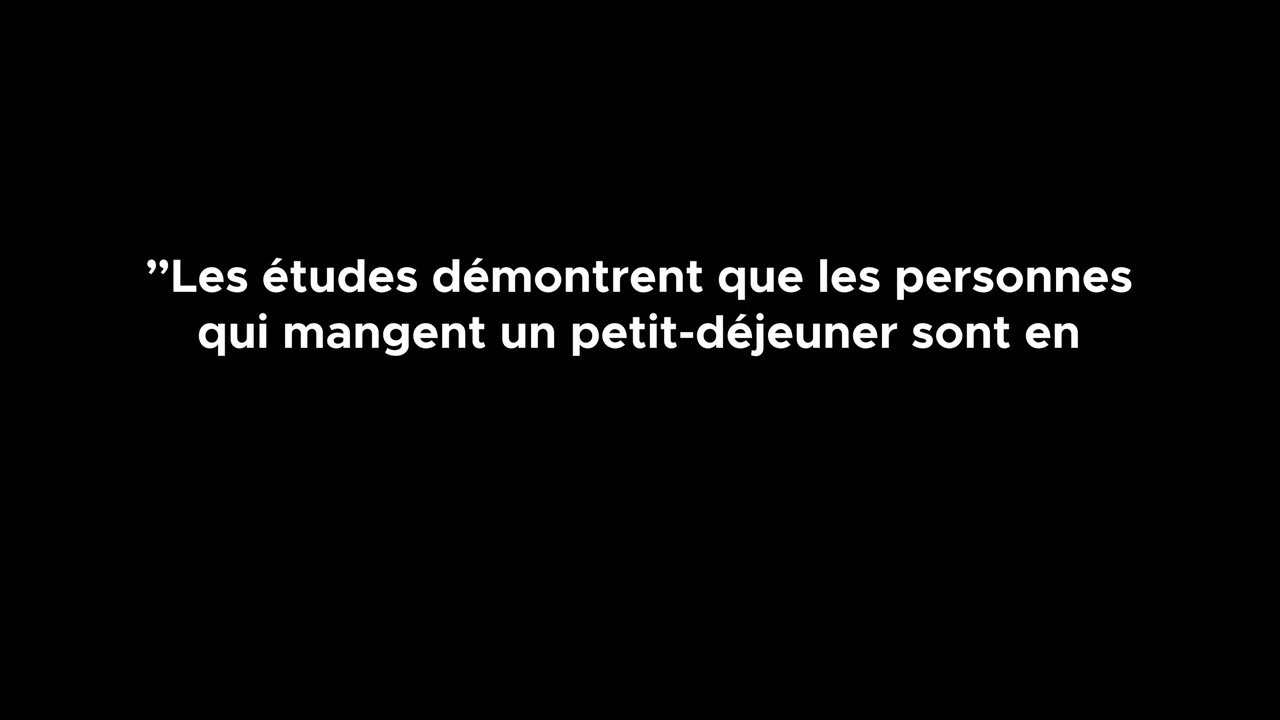 ”Les études démontrent que les personnes
qui mangent un petit-déjeuner sont en